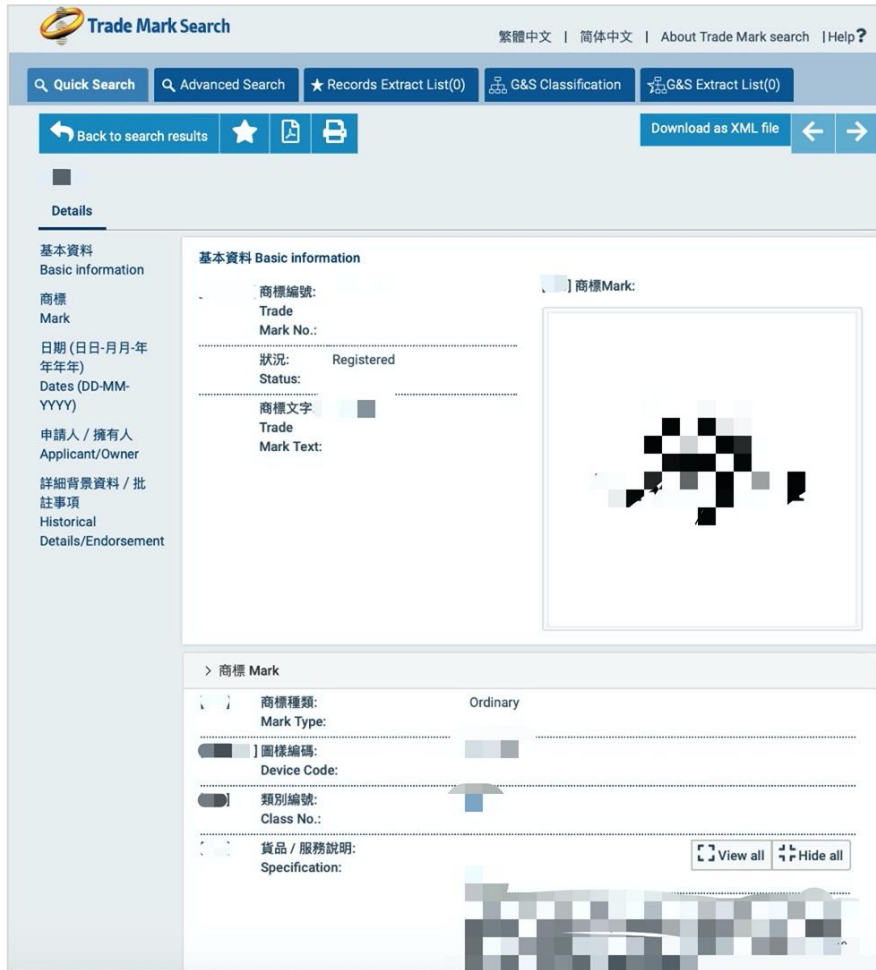 Trade Mark Search
繁體中文 | 简体中文 | About Trade Mark search | Help?
Quick Search
Advanced Search
Records Extract List(0)
G&S Classification
G&S Extract List(0)
Back to search results
Download as XML file
Details
基本資料
Basic information
商標
Mark
日期 (日日-月月-年
年年年)
Dates (DD-MM-
YYYY)
申請人 / 擁有人
Applicant/Owner
詳細背景資料 / 批
註事項
Historical
Details/Endorsement
基本資料 Basic information
商標編號:
Trade
Mark No.:
狀況: Registered
Status:
商標文字
Trade
Mark Text:
] 商標Mark:
> 商標 Mark
商標種類: Ordinary
Mark Type:
] 圖樣編碼:
Device Code:
類別編號:
Class No.:
貨品 / 服務說明:
Specification:
View all
Hide all